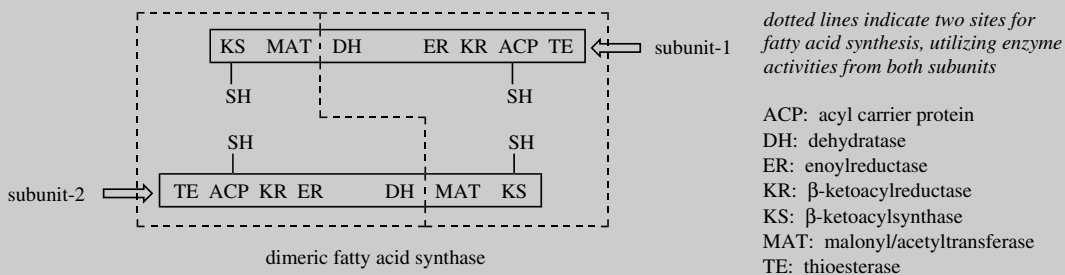 KS MAT DH ER KR ACP TE
subunit-1
SH SH
SH SH
subunit-2
TE ACP KR ER DH MAT KS
dimeric fatty acid synthase
dotted lines indicate two sites for
fatty acid synthesis, utilizing enzyme
activities from both subunits
ACP: acyl carrier protein
DH: dehydratase
ER: enoylreductase
KR: β-ketoacylreductase
KS: β-ketoacylsynthase
MAT: malonyl/acetyltransferase
TE: thioesterase